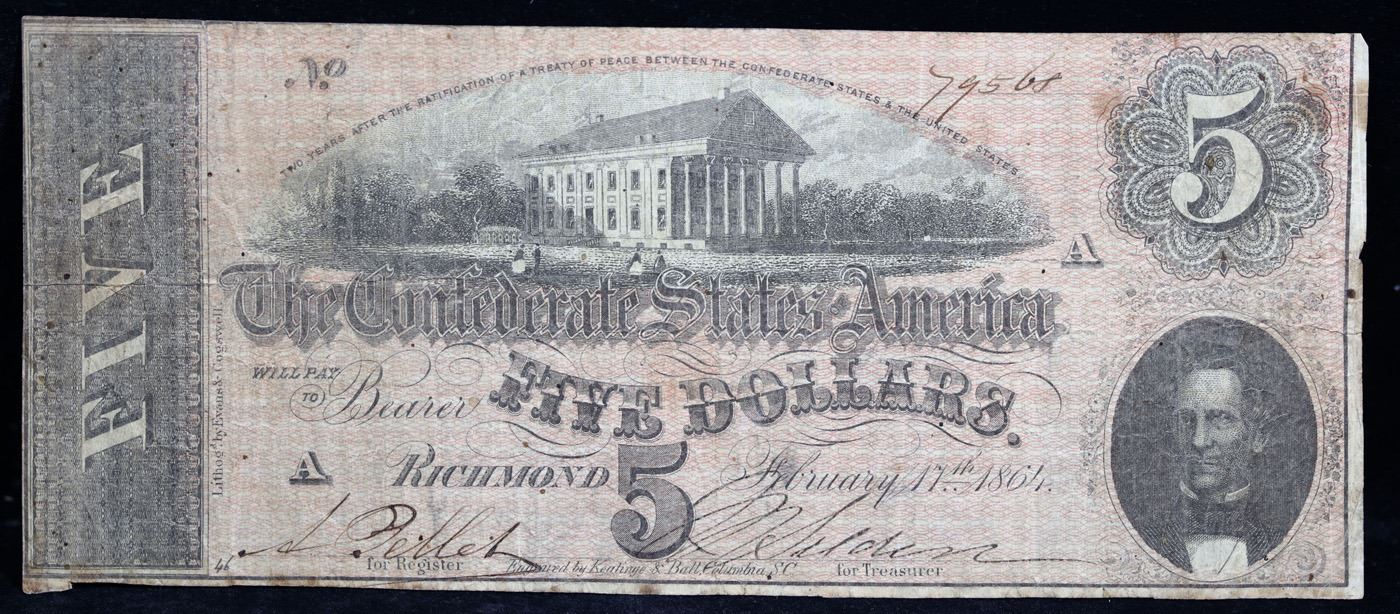 FIVE
No
79568
TWO YEARS AFTER THE RATIFICATION OF A TREATY OF PEACE BETWEEN THE CONFEDERATE STATES & THE UNITED STATES
5
A
The Confederate States of America
WILL PAY
TO Bearer
FIVE DOLLARS.
A
RICHMOND
5
February 17th 1864.
for Register
for Treasurer
Engraved by Keatinge & Ball, Columbia, S.C
Lithog'd by Evans & Cogswell
46